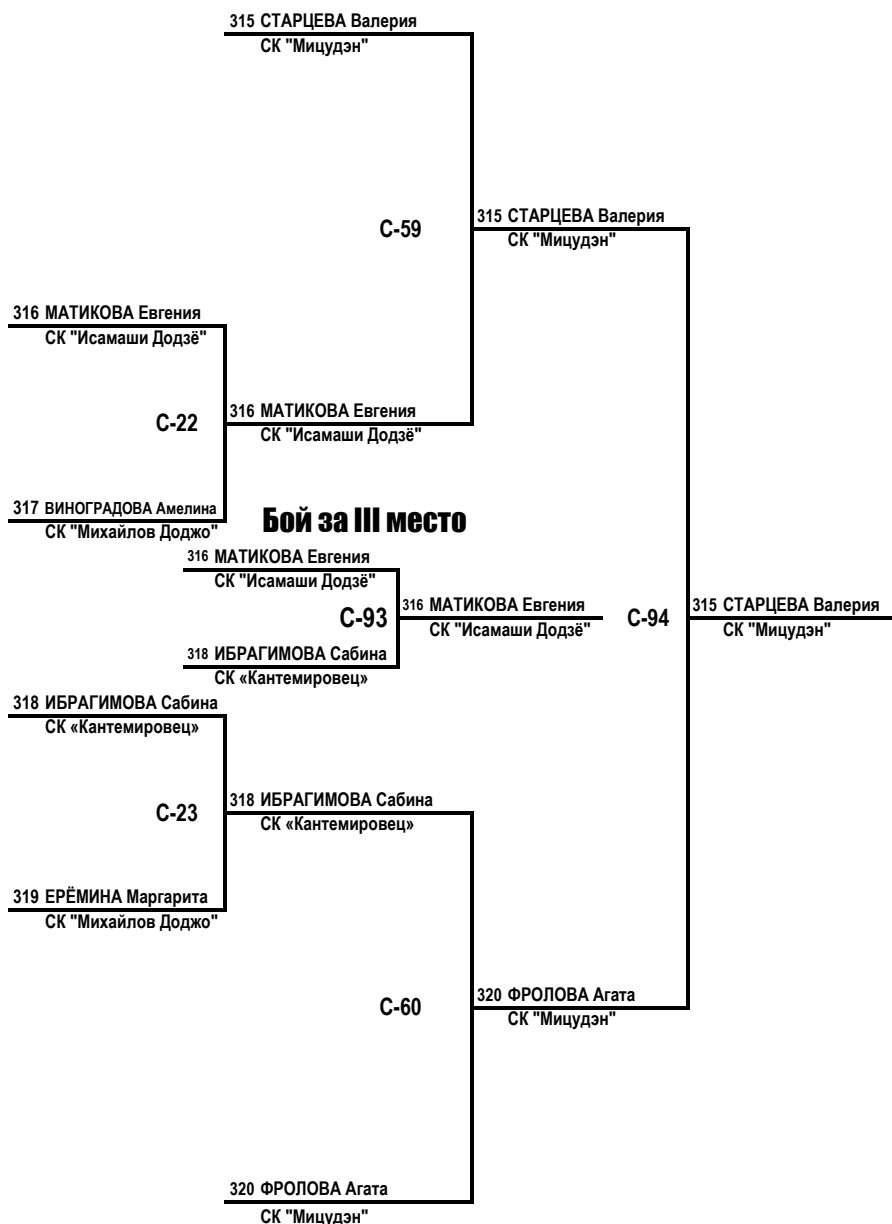 315 СТАРЦЕВА Валерия
СК "Мицудэн"
С-59
315 СТАРЦЕВА Валерия
СК "Мицудэн"
316 МАТИКОВА Евгения
СК "Исамаши Додзё"
С-22
316 МАТИКОВА Евгения
СК "Исамаши Додзё"
317 ВИНОГРАДОВА Амелина
СК "Михайлов Доджо"
Бой за III место
316 МАТИКОВА Евгения
СК "Исамаши Додзё"
С-93
316 МАТИКОВА Евгения
СК "Исамаши Додзё"
С-94
315 СТАРЦЕВА Валерия
СК "Мицудэн"
318 ИБРАГИМОВА Сабина
СК «Кантемировец»
318 ИБРАГИМОВА Сабина
СК «Кантемировец»
С-23
318 ИБРАГИМОВА Сабина
СК «Кантемировец»
319 ЕРЁМИНА Маргарита
СК "Михайлов Доджо"
С-60
320 ФРОЛОВА Агата
СК "Мицудэн"
320 ФРОЛОВА Агата
СК "Мицудэн"